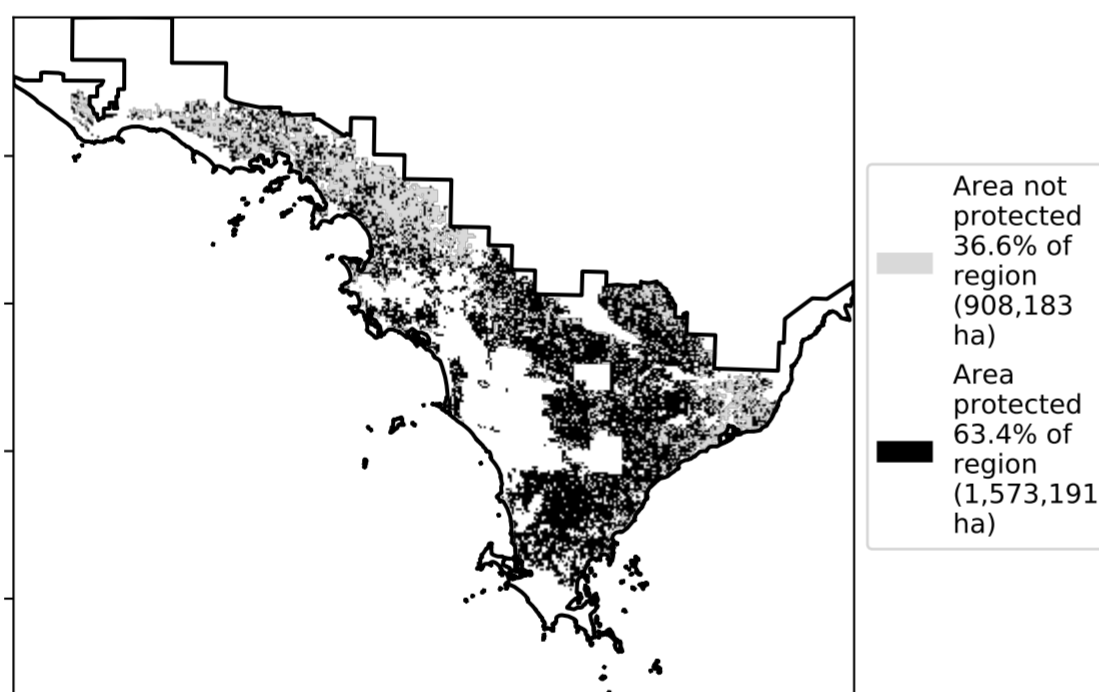 Area not
protected
36.6% of
region
(908,183
ha)
Area
protected
63.4% of
region
(1,573,191
ha)